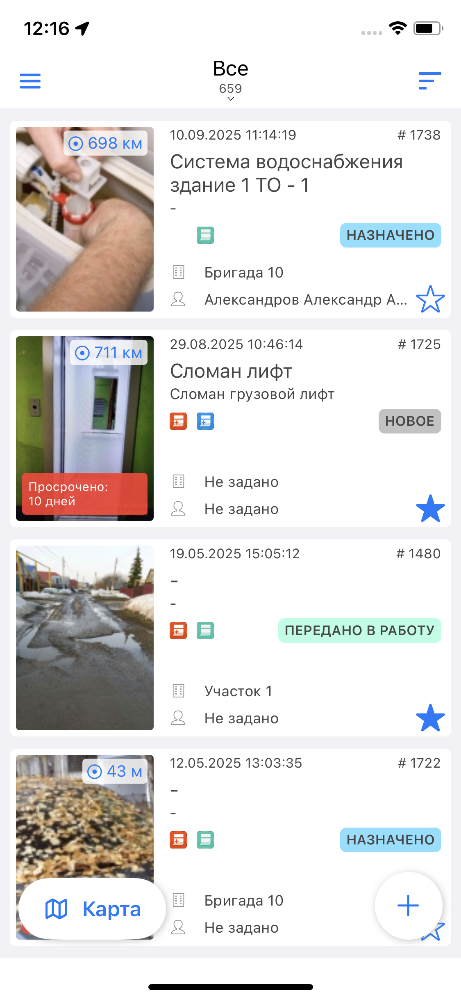 12:16
Все
659
698 км
10.09.2025 11:14:19
# 1738
Система водоснабжения
здание 1 ТО - 1
-
НАЗНАЧЕНО
Бригада 10
Александров Александр А...
711 км
29.08.2025 10:46:14
# 1725
Сломан лифт
Сломан грузовой лифт
НОВОЕ
Просрочено:
10 дней
Не задано
Не задано
19.05.2025 15:05:12
# 1480
-
-
ПЕРЕДАНО В РАБОТУ
Участок 1
Не задано
43 м
12.05.2025 13:03:35
# 1722
-
-
НАЗНАЧЕНО
Бригада 10
Не задано
Карта